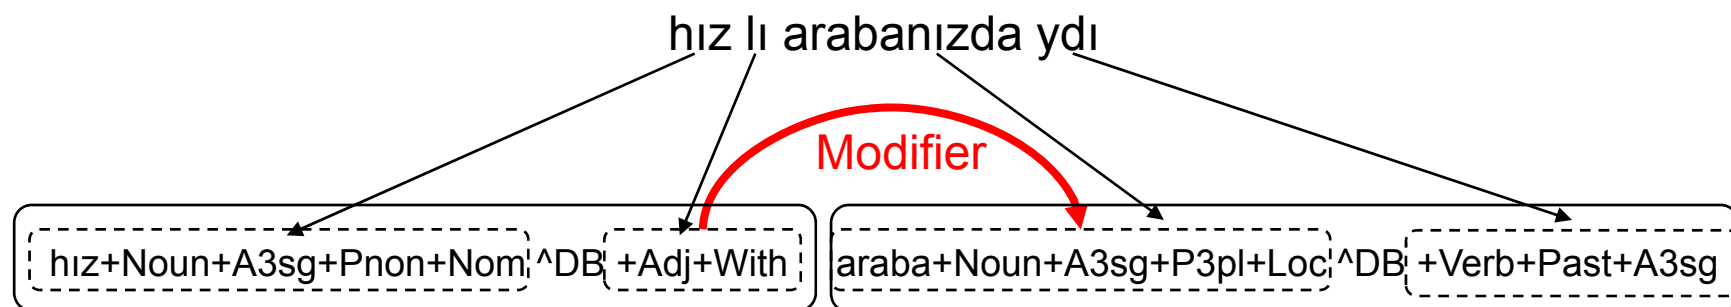 hız lı arabanızda ydı
Modifier
hız+Noun+A3sg+Pnon+Nom ^DB +Adj+With araba+Noun+A3sg+P3pl+Loc ^DB +Verb+Past+A3sg